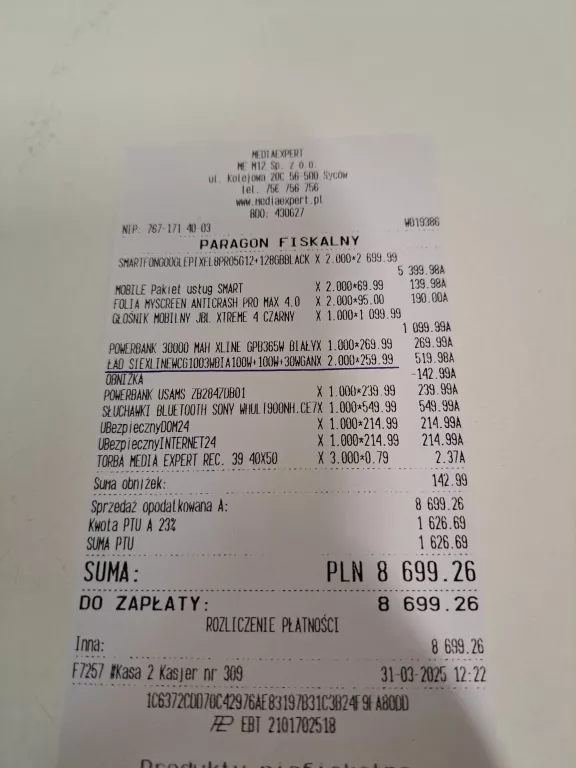 MEDIAEXPERT
ME M12 Sp. z o.o.
ul. Kolejowa 20C 56-500 Syców
tel. 756 756 756
www.mediaexpert.pl
BDO: 430627
NIP: 767-171 40 03 W019386
PARAGON FISKALNY
SMARTFONGOOGLEPIXEL8PRO5G12+128GBBLACK X 2.000*2 699.99
5 399.98A
MOBILE Pakiet usług SMART X 2.000*69.99 139.98A
FOLIA MYSCREEN ANTICRASH PRO MAX 4.0 X 2.000*95.00 190.00A
GŁOŚNIK MOBILNY JBL XTREME 4 CZARNY X 1.000*1 099.99
1 099.99A
POWERBANK 30000 MAH XLINE GPB365W BIAŁYX 1.000*269.99 269.99A
ŁAD SIEXLINEWCG1003WBIA100W+100W+30WGANX 2.000*259.99 519.98A
OBNIŻKA -142.99A
POWERBANK USAMS ZB284ZDB01 X 1.000*239.99 239.99A
SŁUCHAWKI BLUETOOTH SONY WHULT900NH.CE7X 1.000*549.99 549.99A
UBezpiecznyDOM24 X 1.000*214.99 214.99A
UBezpiecznyINTERNET24 X 1.000*214.99 214.99A
TORBA MEDIA EXPERT REC. 39 40X50 X 3.000*0.79 2.37A
Suma obniżek: 142.99
Sprzedaż opodatkowana A: 8 699.26
Kwota PTU A 23% 1 626.69
SUMA PTU 1 626.69
SUMA: PLN 8 699.26
DO ZAPŁATY: 8 699.26
ROZLICZENIE PŁATNOŚCI
Inna: 8 699.26
F7257 #Kasa 2 Kasjer nr 309 31-03-2025 12:22
EBT 2101702518